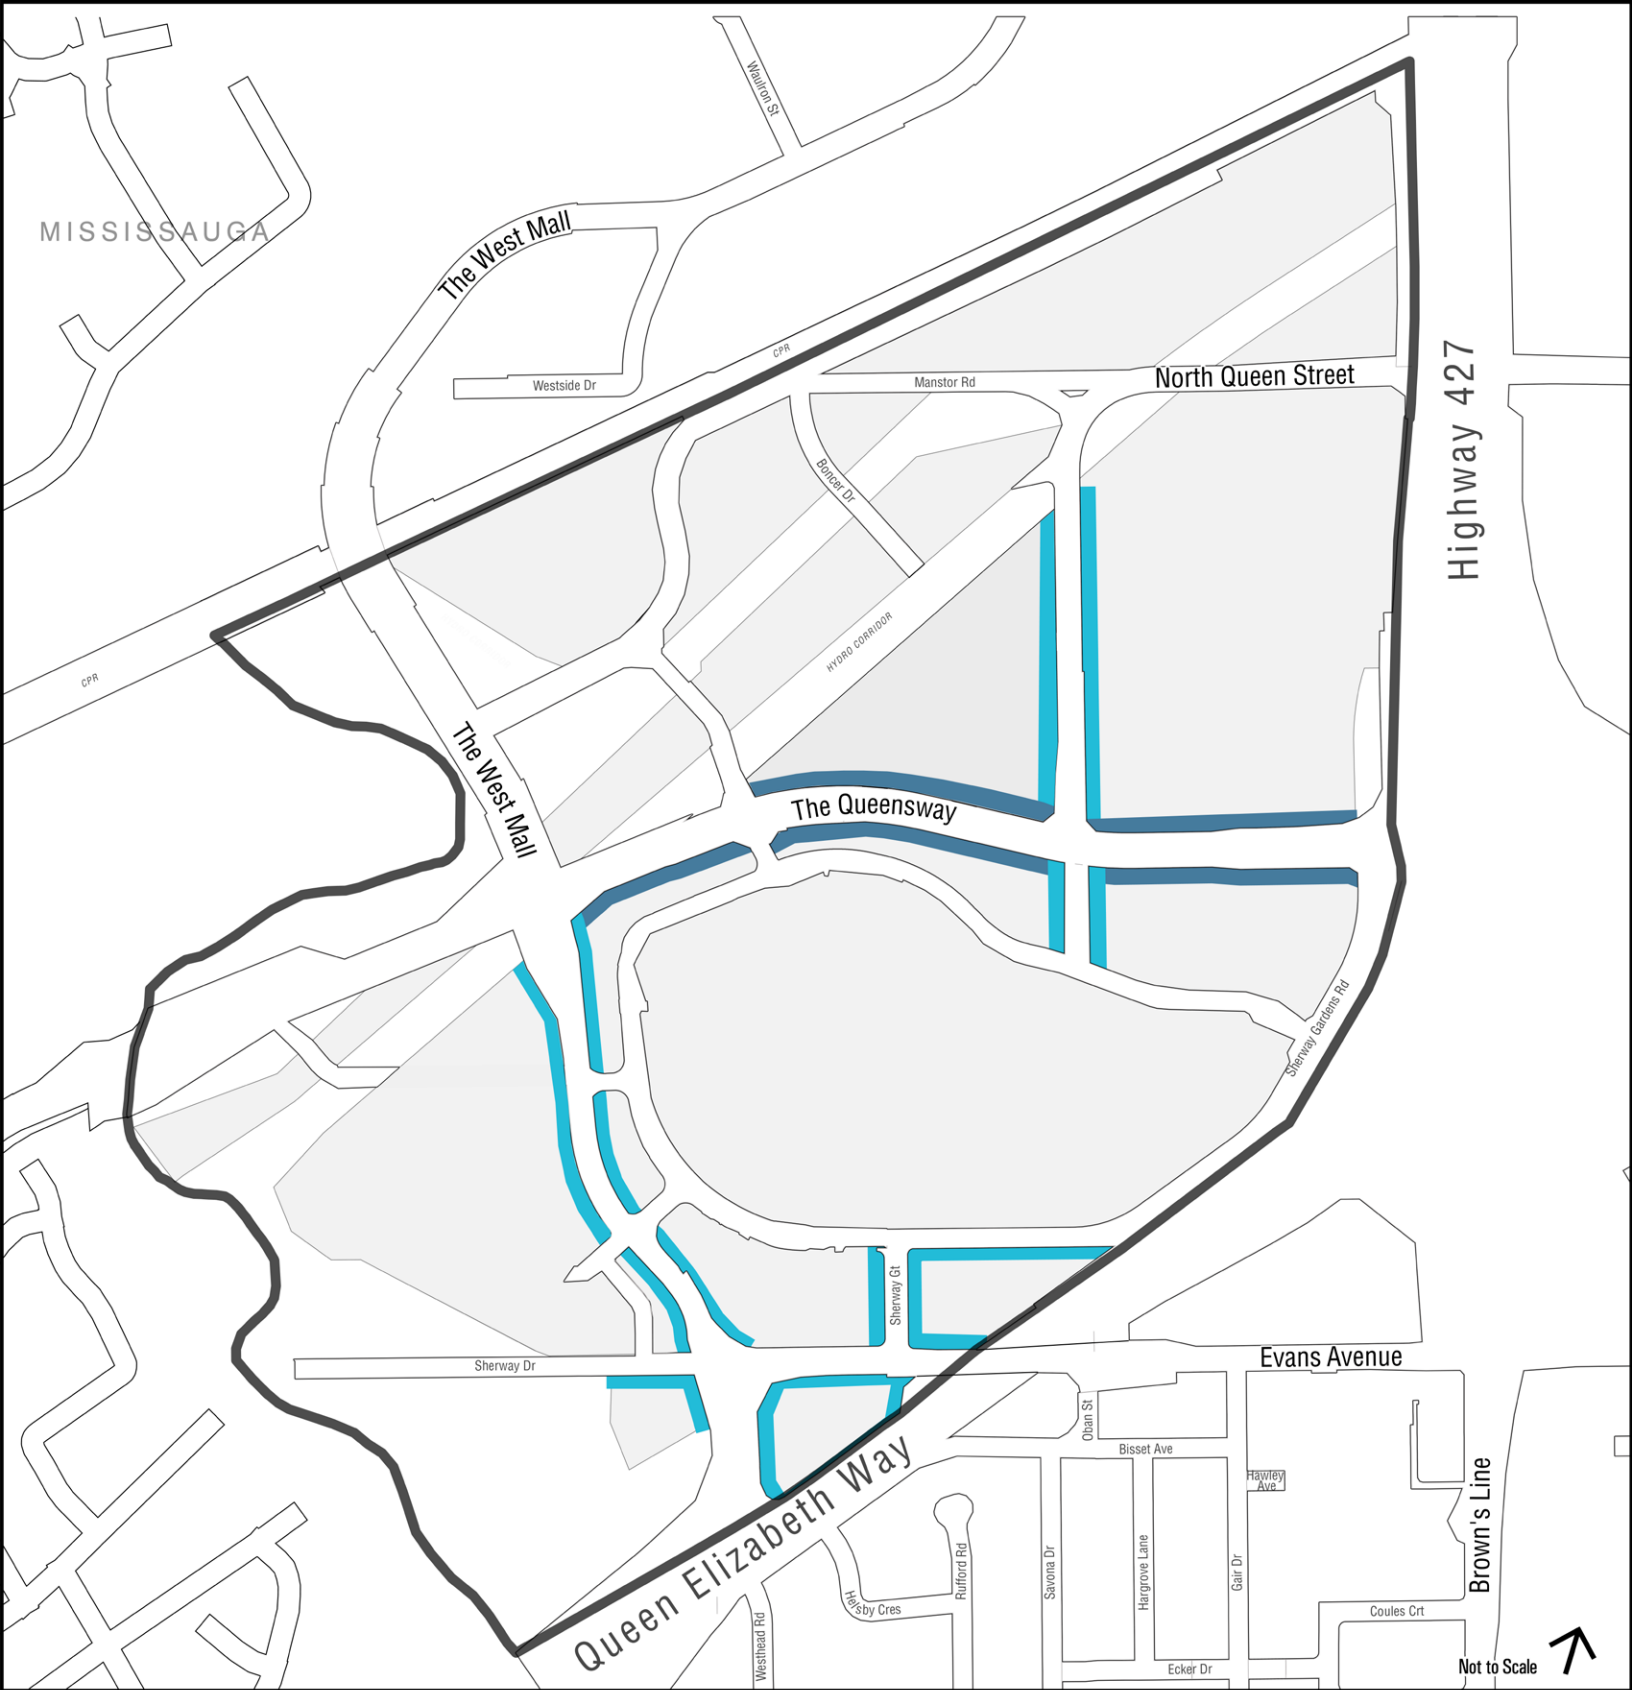 Waulron St
MISSISSAUGA
The West Mall
CPR
Westside Dr
Manstor Rd
North Queen Street
Highway 427
Boncer Dr
HYDRO CORRIDOR
CPR
The West Mall
The Queensway
Sherway Gardens Rd
Sherway Gt
Sherway Dr
Evans Avenue
Oban St
Bisset Ave
Hawley
Ave
Queen Elizabeth Way
Brown's Line
Rufford Rd
Savona Dr
Hargrove Lane
Gair Dr
Helsby Cres
Coules Crt
Westhead Rd
Ecker Dr
Not to Scale